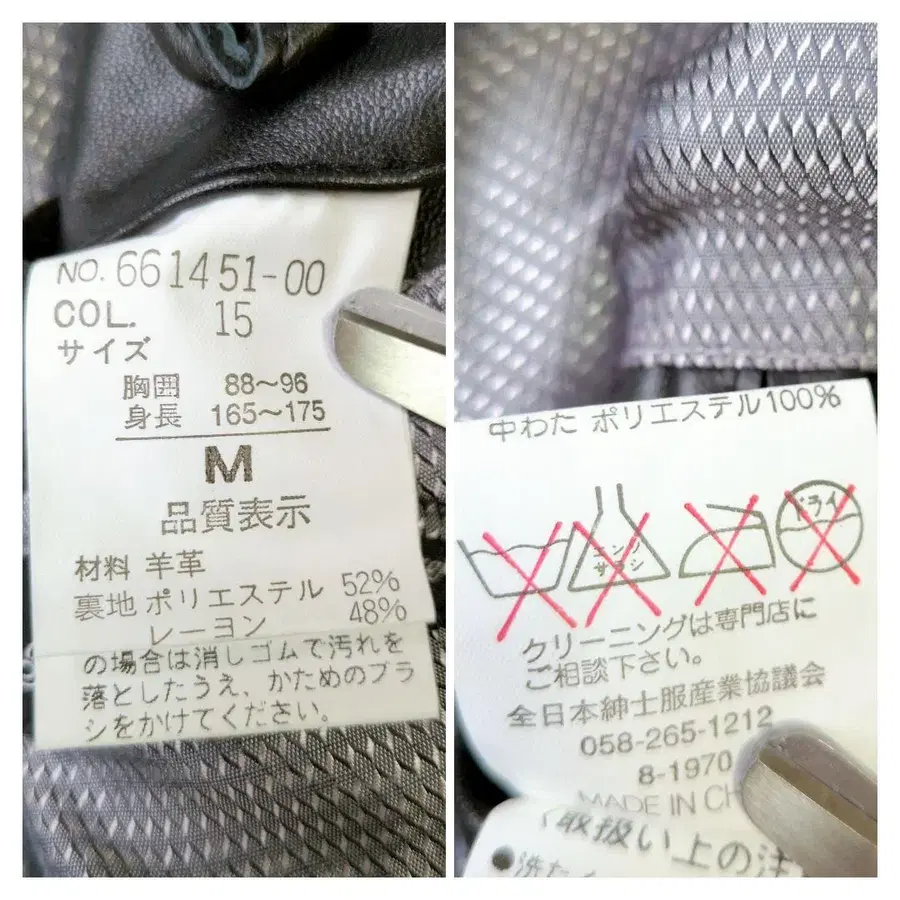 NO. 661451-00
COL. 15
サイズ
胸囲 88～96
身長 165～175
M
品質表示
材料 羊革
裏地 ポリエステル 52%
レーヨン 48%
の場合は消しゴムで汚れを
落としたうえ、かためのブラ
シをかけてください。
中わた ポリエステル100%
エンソ
サラシ
ドライ
クリーニングは専門店に
ご相談下さい。
全日本紳士服産業協議会
058-265-1212
8-1970
MADE IN CH
取扱い上の注